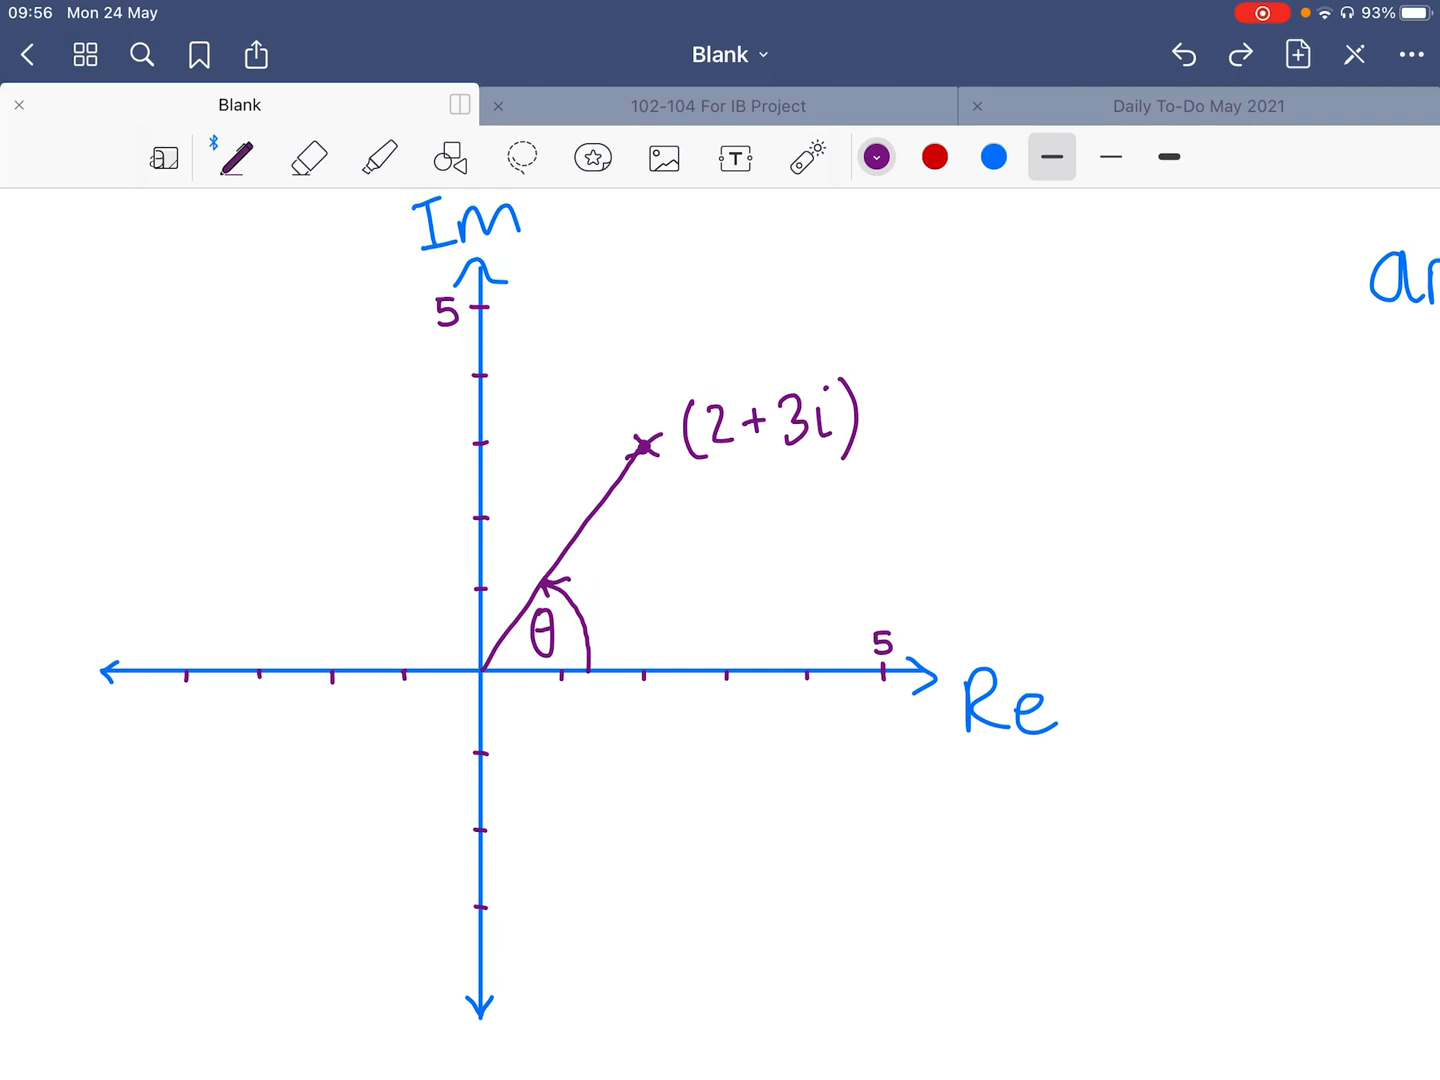 09:56 Mon 24 May
93%
Blank
Blank
102-104 For IB Project
Daily To-Do May 2021
T
Im
ar
5
(2+3i)
θ
5
Re